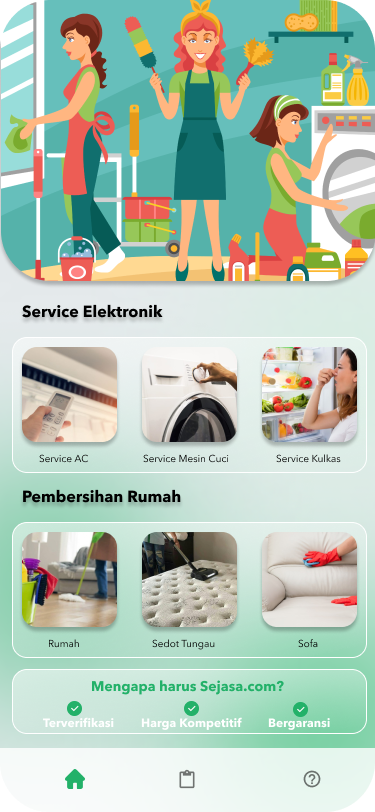 Service Elektronik
Service AC
Service Mesin Cuci
Service Kulkas
Pembersihan Rumah
Rumah
Sedot Tungau
Sofa
Mengapa harus Sejasa.com?
Terverifikasi
Harga Kompetitif
Bergaransi